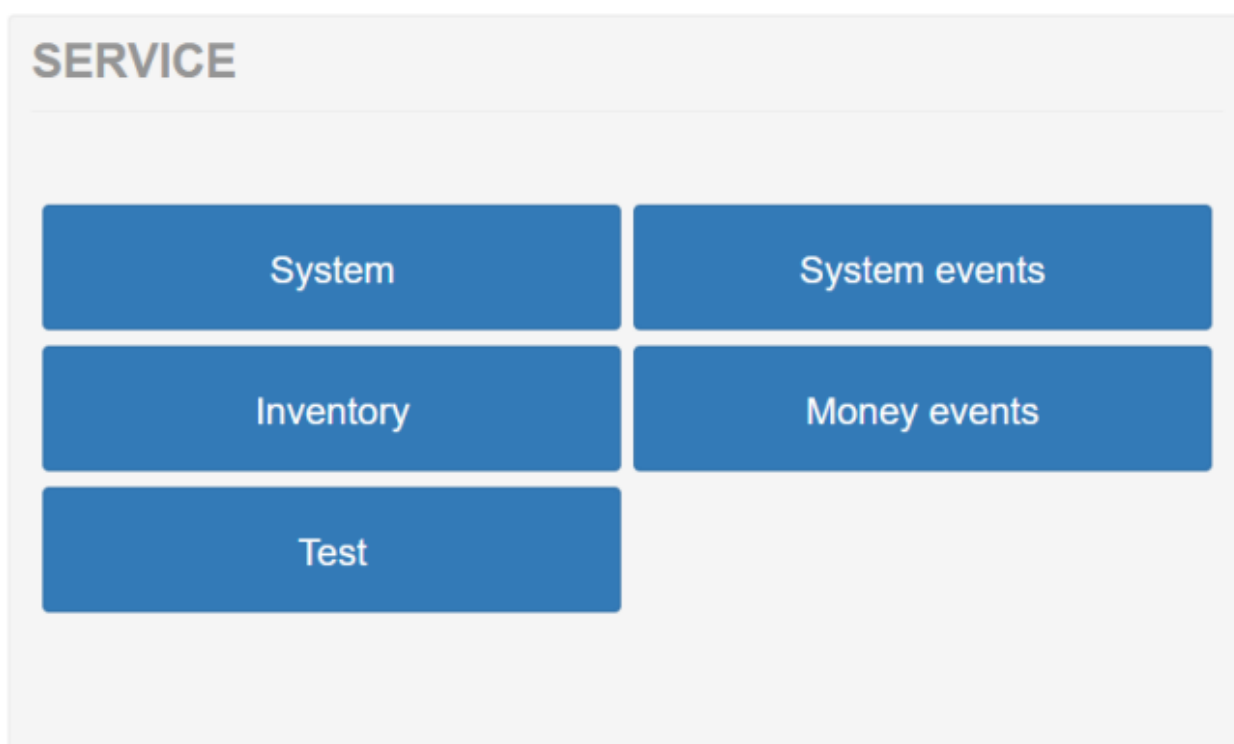 SERVICE
System
System events
Inventory
Money events
Test